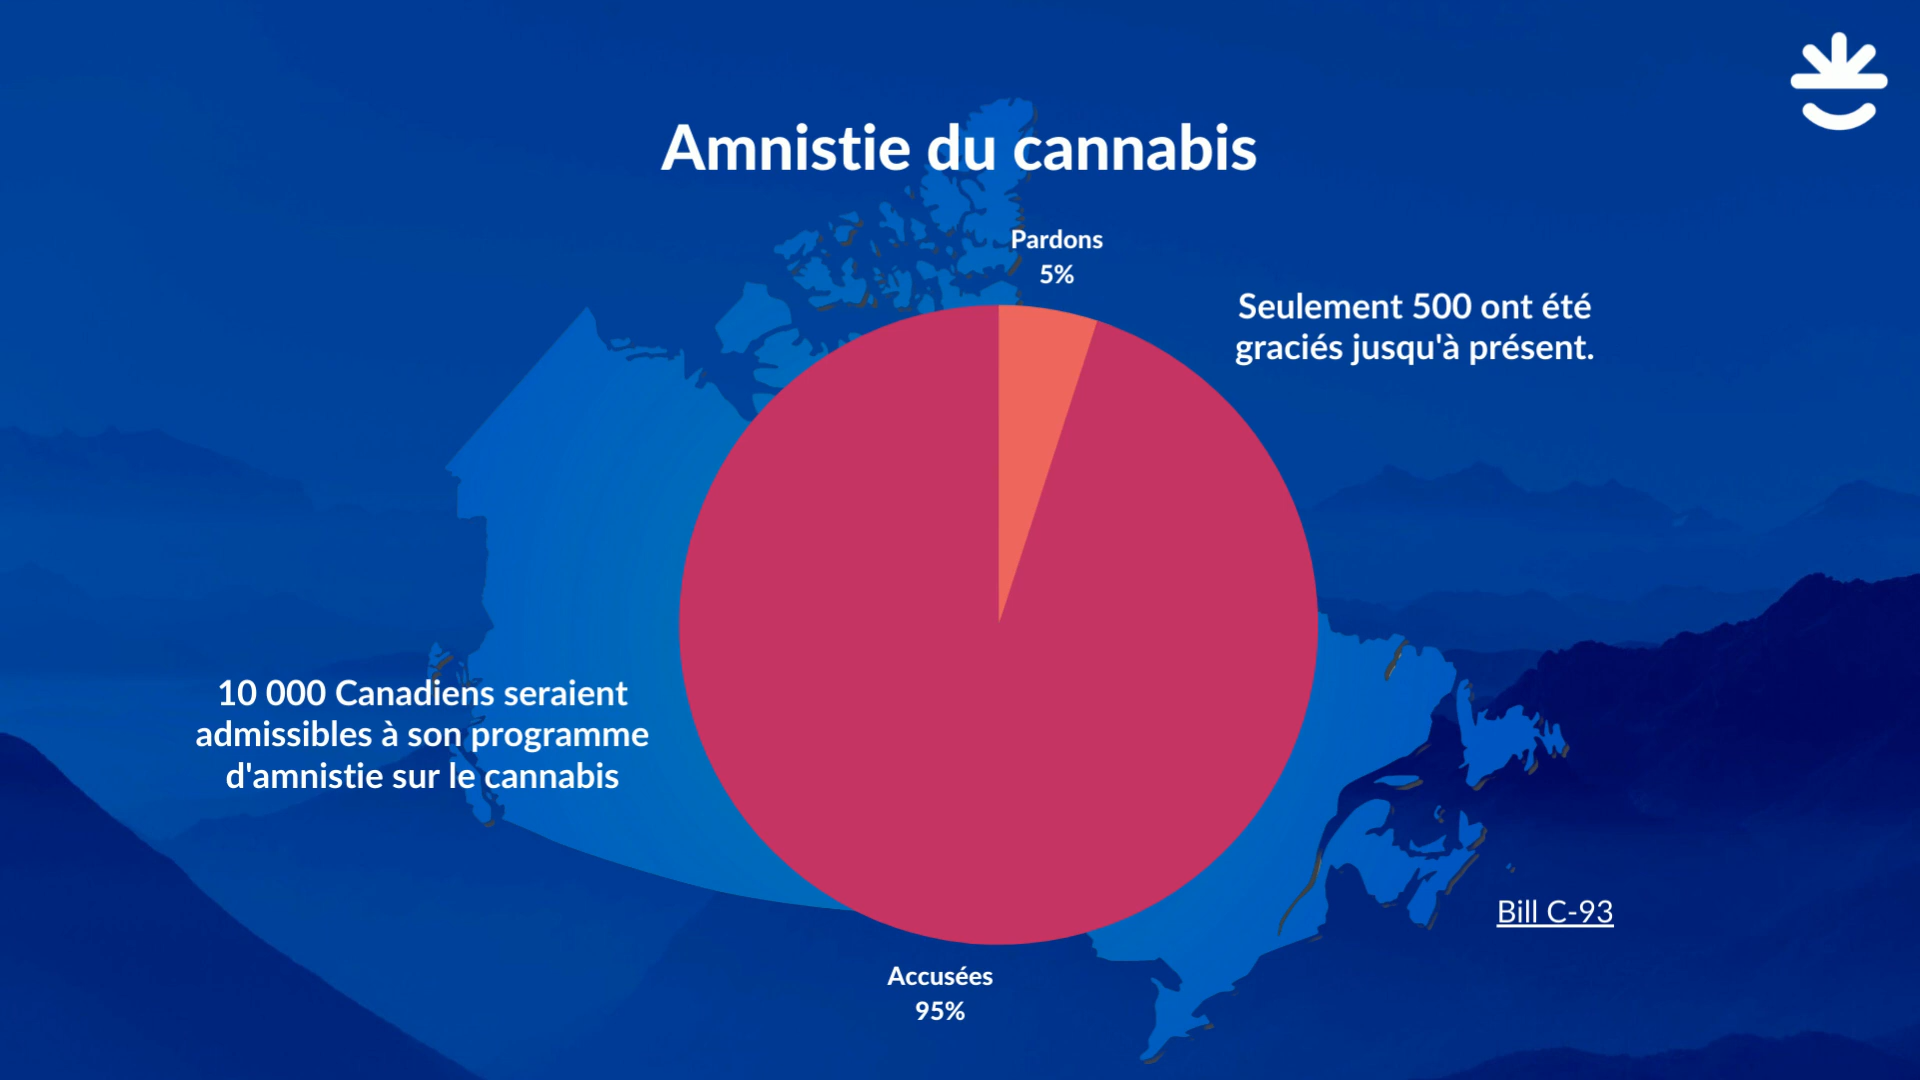 Amnistie du cannabis
Pardons
5%
Seulement 500 ont été
graciés jusqu'à présent.
10 000 Canadiens seraient
admissibles à son programme
d'amnistie sur le cannabis
Bill C-93
Accusées
95%